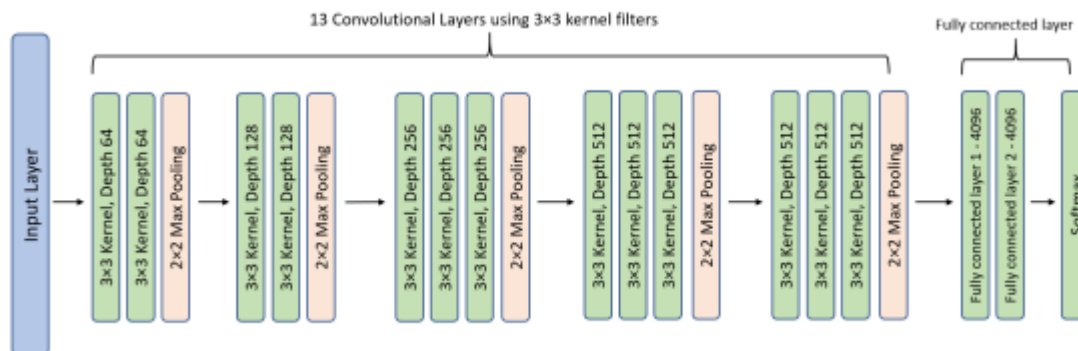 13 Convolutional Layers using 3×3 kernel filters
Fully connected layer
Input Layer
3×3 Kernel, Depth 64
3×3 Kernel, Depth 64
2×2 Max Pooling
3×3 Kernel, Depth 128
3×3 Kernel, Depth 128
2×2 Max Pooling
3×3 Kernel, Depth 256
3×3 Kernel, Depth 256
3×3 Kernel, Depth 256
2×2 Max Pooling
3×3 Kernel, Depth 512
3×3 Kernel, Depth 512
3×3 Kernel, Depth 512
2×2 Max Pooling
3×3 Kernel, Depth 512
3×3 Kernel, Depth 512
3×3 Kernel, Depth 512
2×2 Max Pooling
Fully connected layer 1 - 4096
Fully connected layer 2 - 4096
Softmax